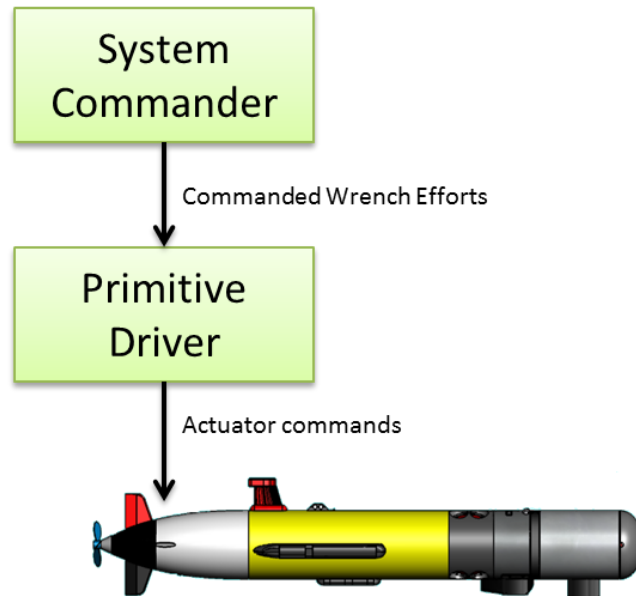 System
Commander
Commanded Wrench Efforts
Primitive
Driver
Actuator commands